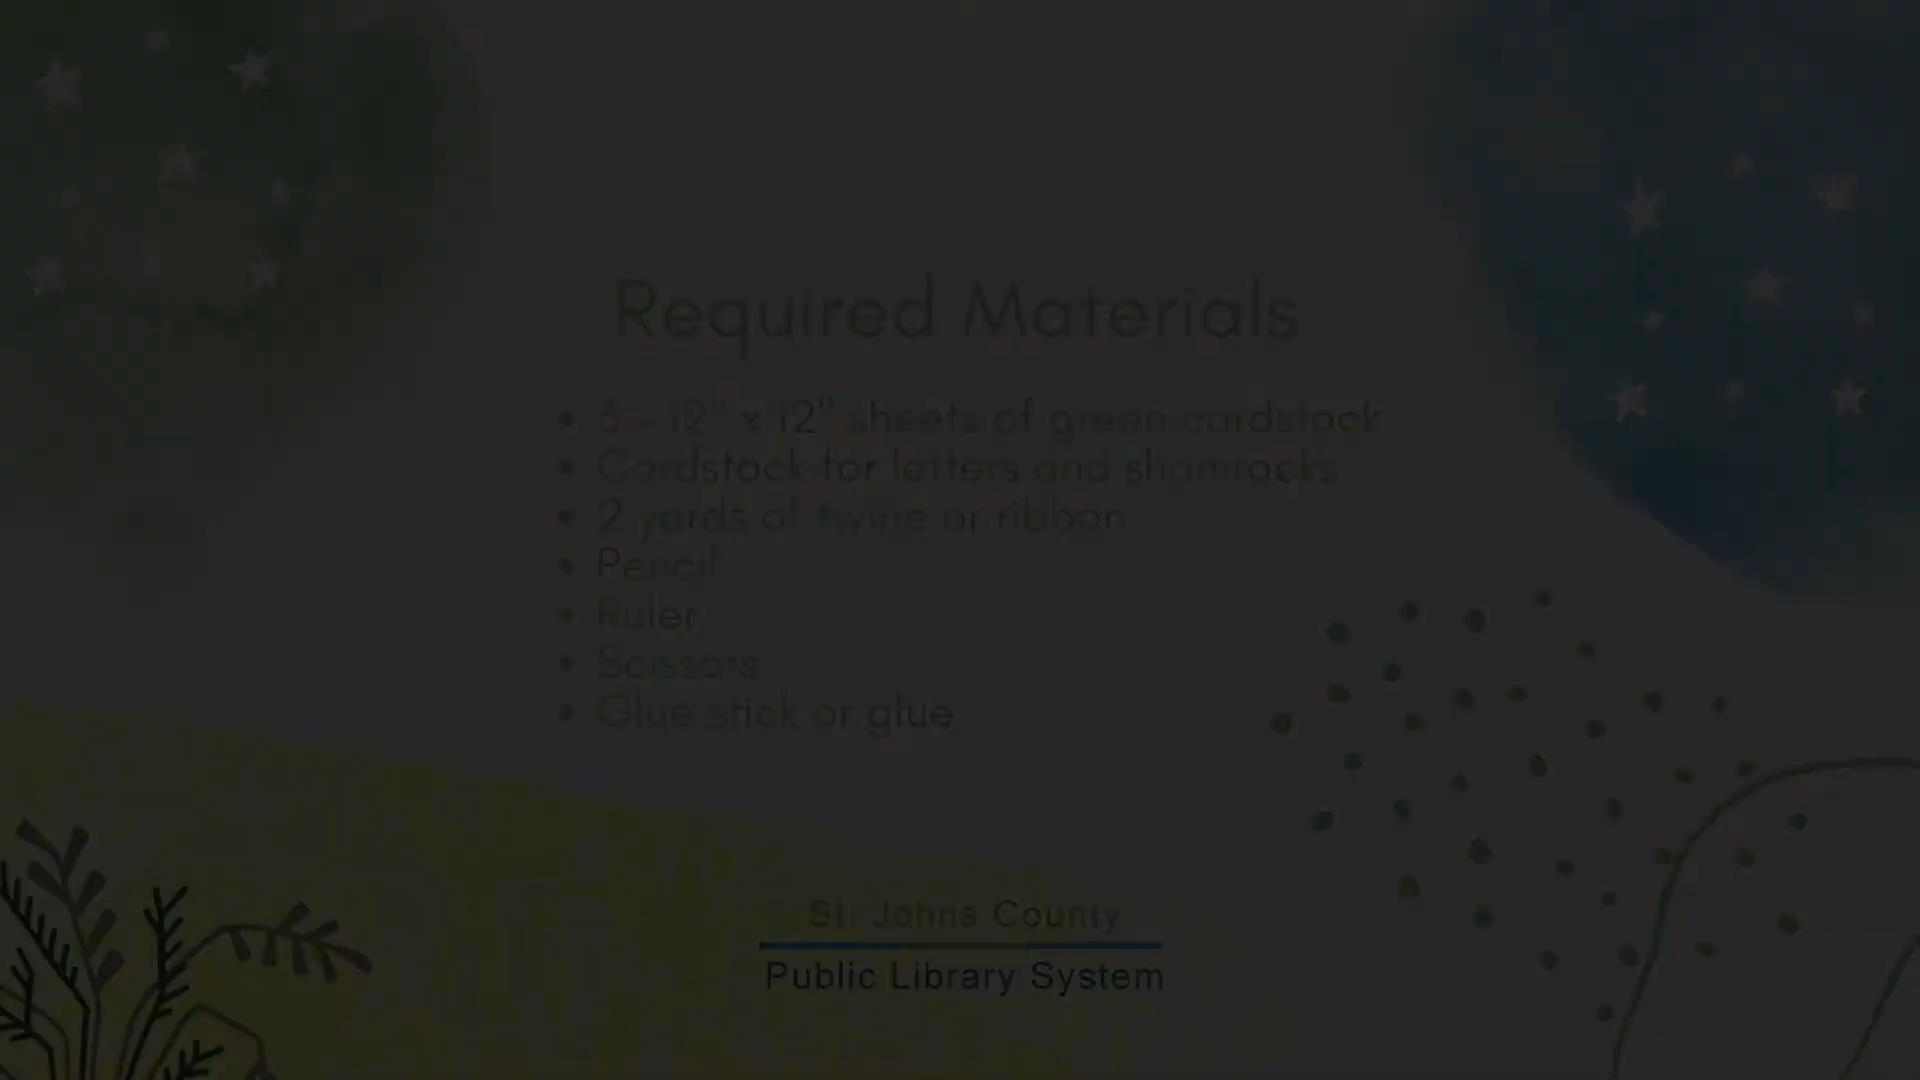 Required Materials
• 3 - 12" x 12" sheets of green cardstock
• Cardstock for letters and shamrocks
• 2 yards of twine or ribbon
• Pencil
• Ruler
• Scissors
• Glue stick or glue
St. Johns County
Public Library System